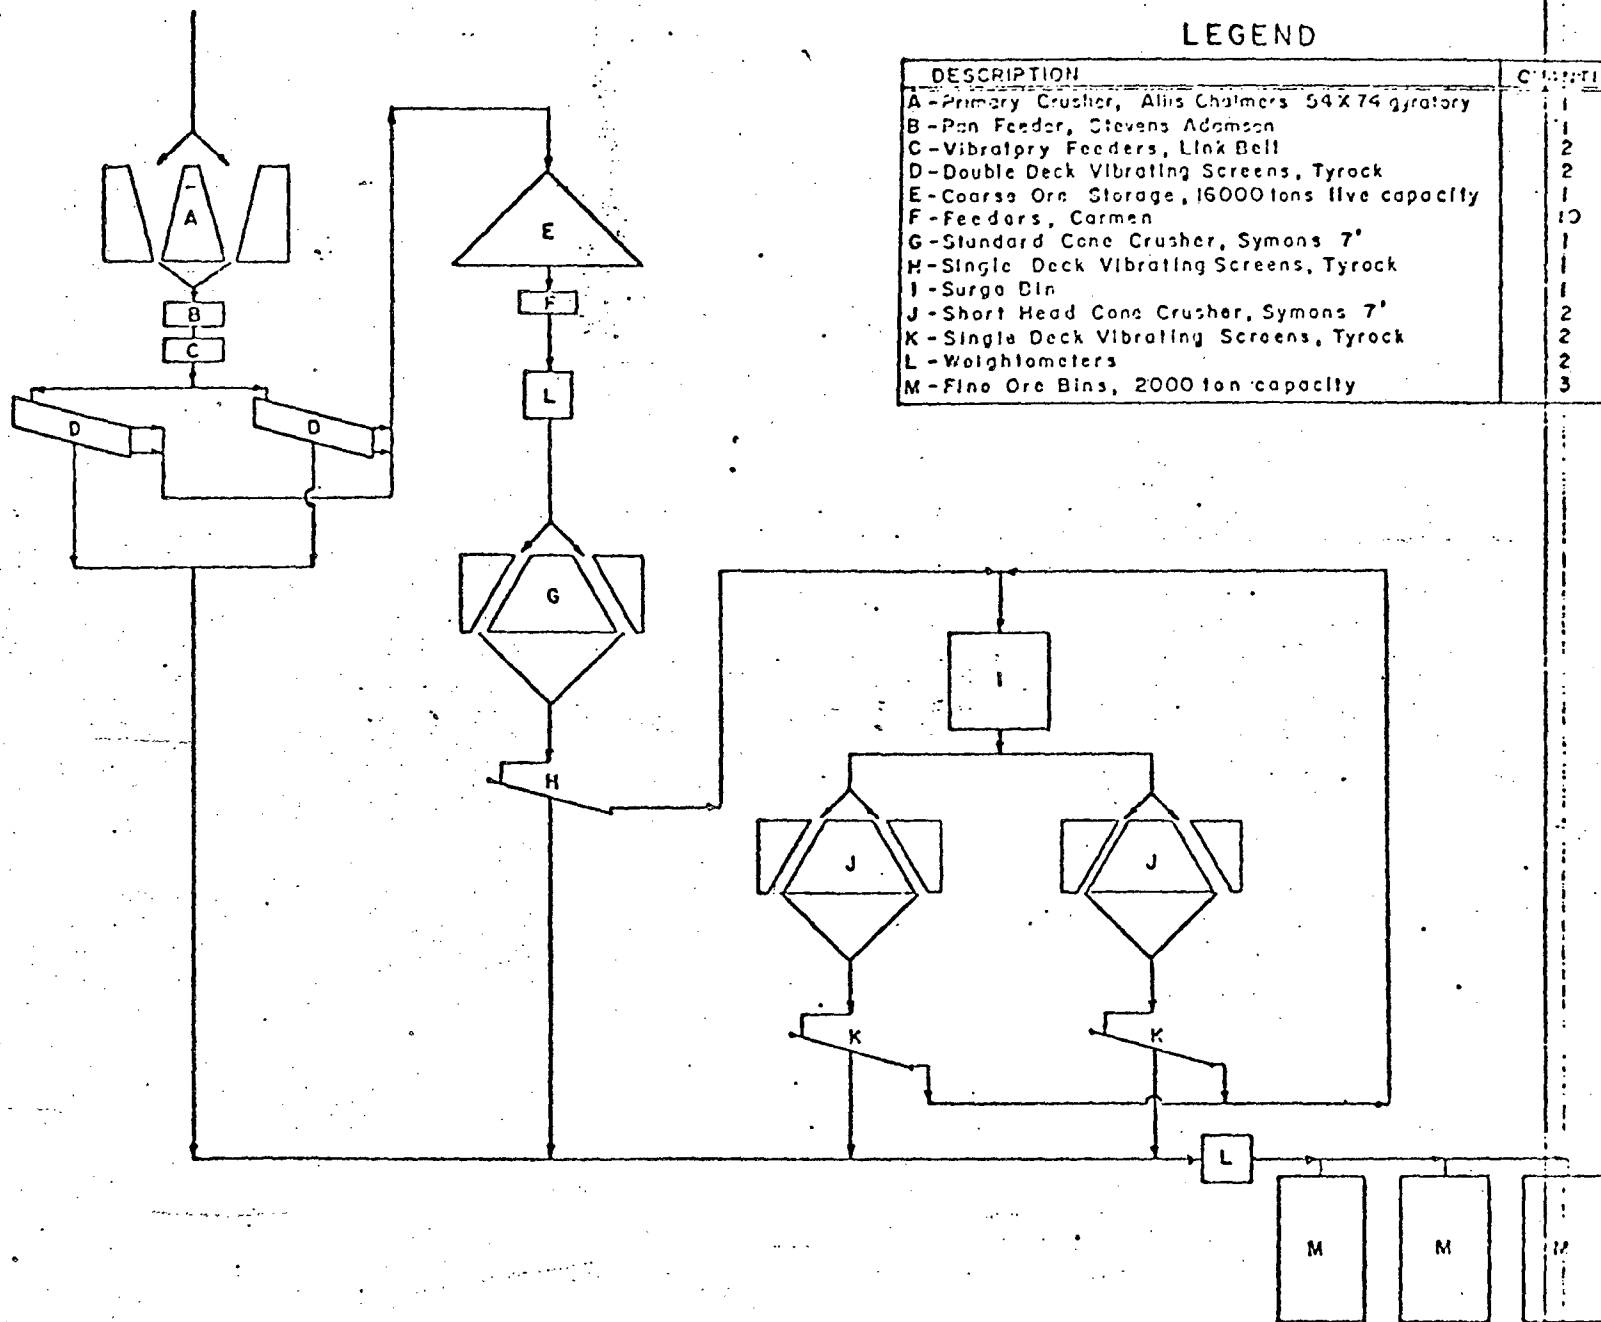 LEGEND
DESCRIPTION
A - Primary Crusher, Allis Chalmers 54 X 74 gyratory 1
B - Pan Feeder, Stevens Adamson 1
C - Vibratory Feeders, Link Belt 2
D - Double Deck Vibrating Screens, Tyrock 2
E - Coarse Ore Storage, 16000 tons live capacity 1
F - Feeders, Carmen 10
G - Standard Cone Crusher, Symons 7' 1
H - Single Deck Vibrating Screens, Tyrock 1
I - Surge Bin 1
J - Short Head Cone Crusher, Symons 7' 2
K - Single Deck Vibrating Screens, Tyrock 2
L - Weightometers 2
M - Fine Ore Bins, 2000 ton capacity 3
A
E
B
F
C
L
D
D
G
I
H
J
J
K
K
L
M
M
M